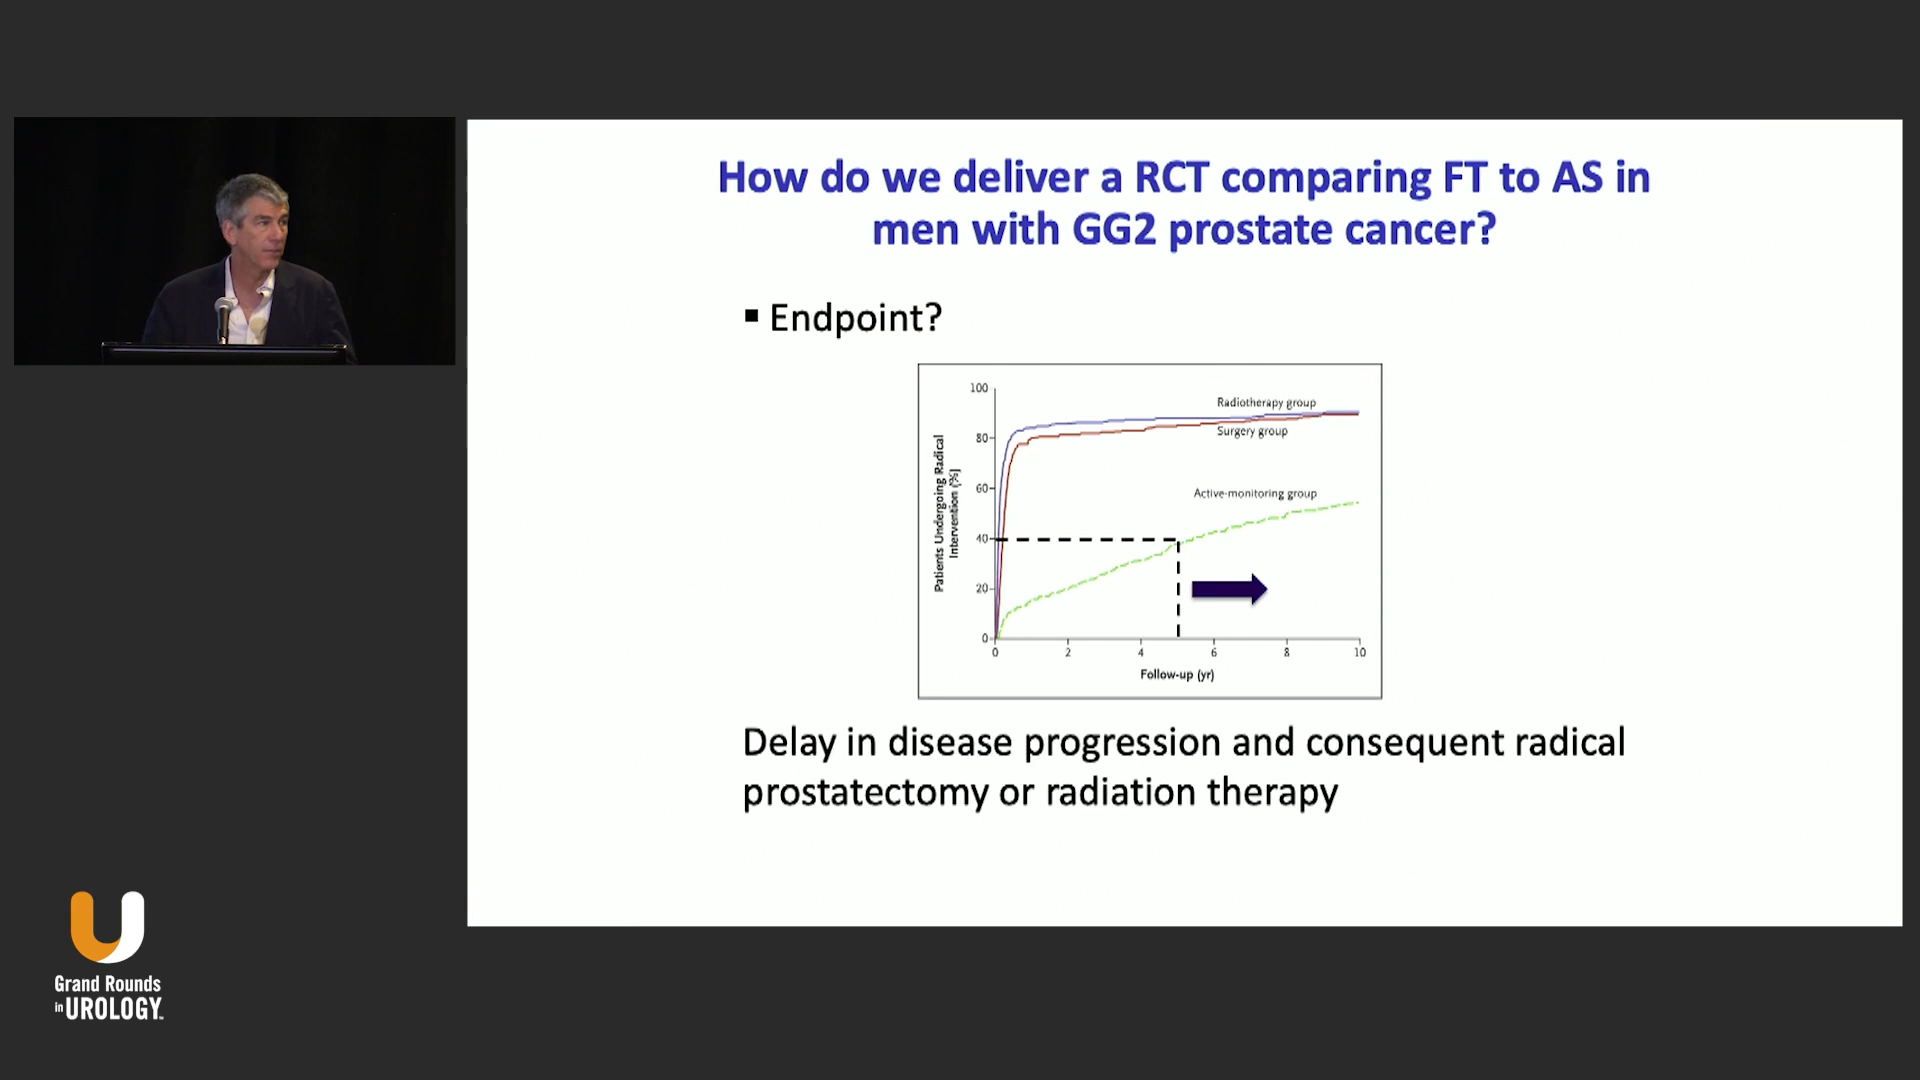 How do we deliver a RCT comparing FT to AS in
men with GG2 prostate cancer?
▪ Endpoint?
100
80
60
40
20
0
Patients Undergoing Radical
Intervention (%)
Radiotherapy group
Surgery group
Active-monitoring group
0 2 4 6 8 10
Follow-up (yr)
Delay in disease progression and consequent radical
prostatectomy or radiation therapy
Grand Rounds
in UROLOGY™